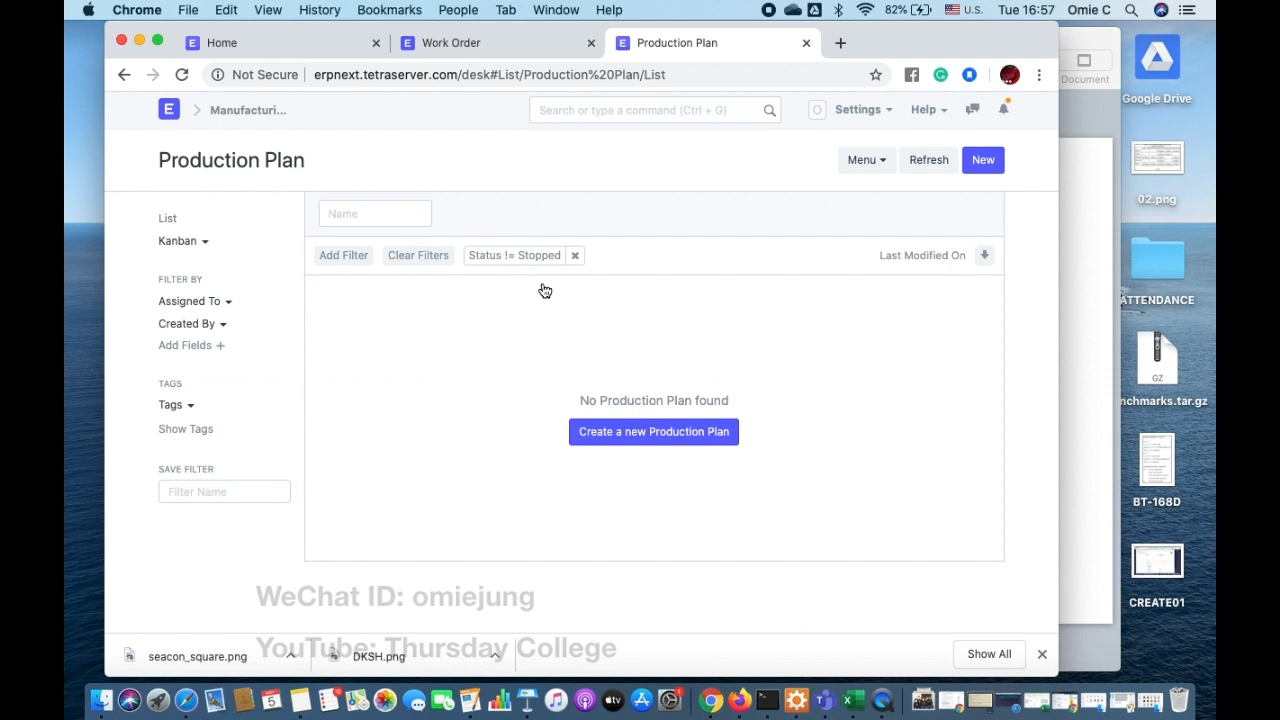 Chrome File Edit View History Bookmarks People Tab Window Help 82% U.S. Tue 16:57 Omie C
Home
Work Order
Production Plan
Not Secure erpnext.tetteserver.com/desk#List/Production%20Plan/List
Document
Google Drive
Manufacturi...
Search or type a command (Ctrl + G)
O
Settings
Help
Production Plan
Menu
Refresh
New
02.png
List
Name
Kanban
Add Filter
Clear Filters
Status != Stopped
Last Modified On
FILTER BY
Assigned To
Created By
Add Fields +
ATTENDANCE
GZ
nchmarks.tar.gz
TAGS
Tags
Show Tags
No Production Plan found
Create a new Production Plan
SAVE FILTER
Filter Name
BT-168D
CREATE01
WeChat ID:
YouTube: Thursday College
seacon_square.png
DKSH.png
Show All
5
tv